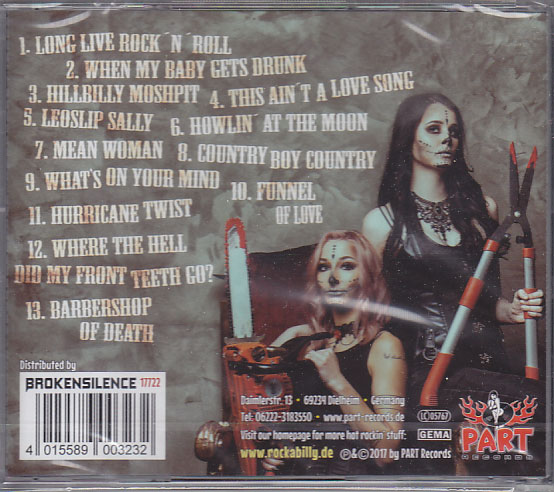 1. LONG LIVE ROCK´N´ROLL
2. WHEN MY BABY GETS DRUNK
3. HILLBILLY MOSHPIT 4. THIS AIN´T A LOVE SONG
5. LEOSLIP SALLY 6. HOWLIN´ AT THE MOON
7. MEAN WOMAN 8. COUNTRY BOY COUNTRY
9. WHAT'S ON YOUR MIND 10. FUNNEL
OF LOVE
11. HURRICANE TWIST
12. WHERE THE HELL
DID MY FRONT TEETH GO?
13. BARBERSHOP
OF DEATH
Distributed by
BROKENSILENCE 17722
4 015589 003232
Daimlerstr. 13 • 69234 Dielheim • Germany
Tel: 06222-3183550 • www.part-records.de
Visit our homepage for more hot rockin stuff:
www.rockabilly.de ℗&© 2017 by PART Records
(LC)05767
GEMA
PART
RECORDS